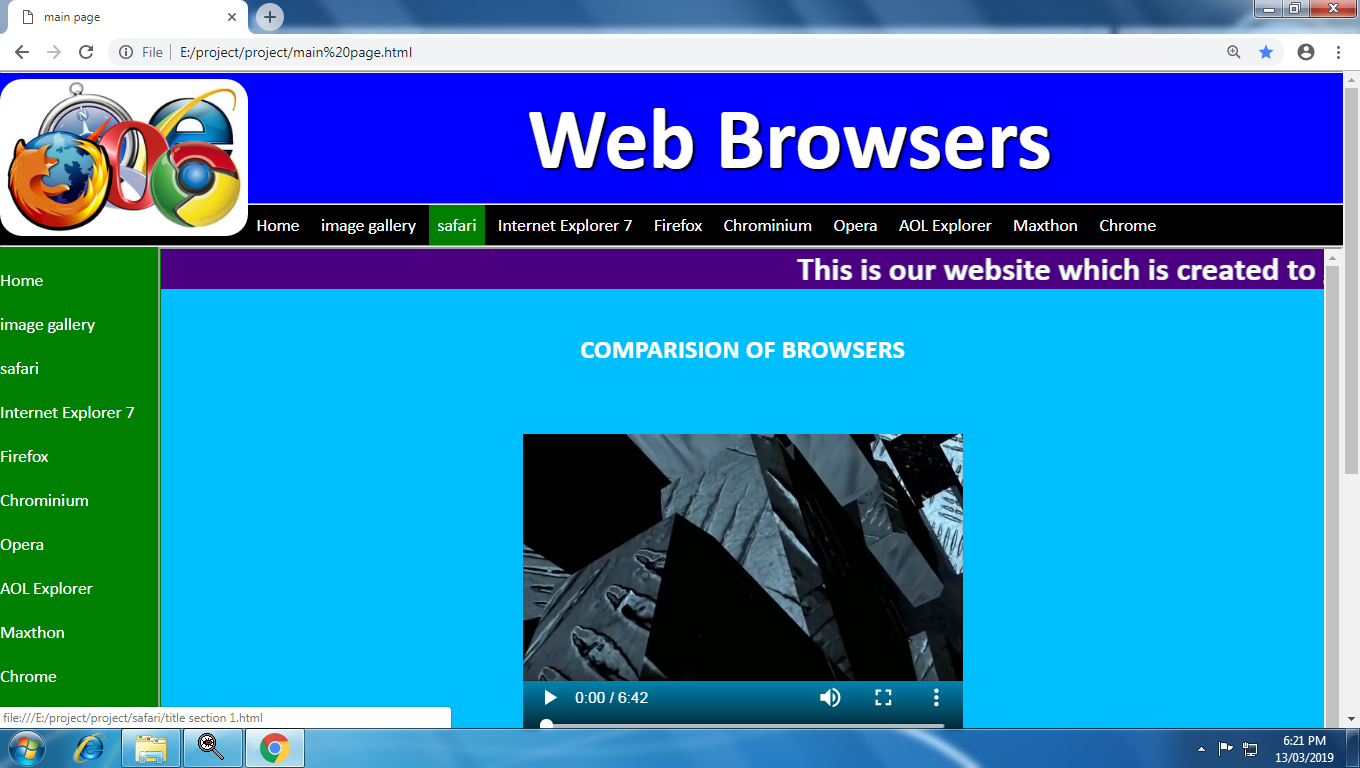 main page
File
E:/project/project/main%20page.html
Web Browsers
Home image gallery safari Internet Explorer 7 Firefox Chrominium Opera AOL Explorer Maxthon Chrome
This is our website which is created to
Home
image gallery
safari
Internet Explorer 7
Firefox
Chrominium
Opera
AOL Explorer
Maxthon
Chrome
COMPARISION OF BROWSERS
0:00 / 6:42
file:///E:/project/project/safari/title section 1.html
6:21 PM
13/03/2019